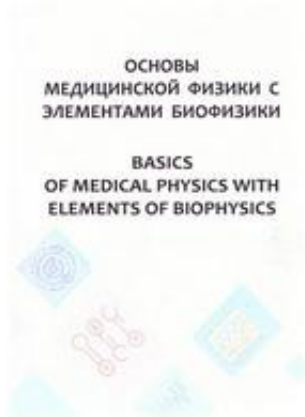 ОСНОВЫ
МЕДИЦИНСКОЙ ФИЗИКИ С
ЭЛЕМЕНТАМИ БИОФИЗИКИ
BASICS
OF MEDICAL PHYSICS WITH
ELEMENTS OF BIOPHYSICS